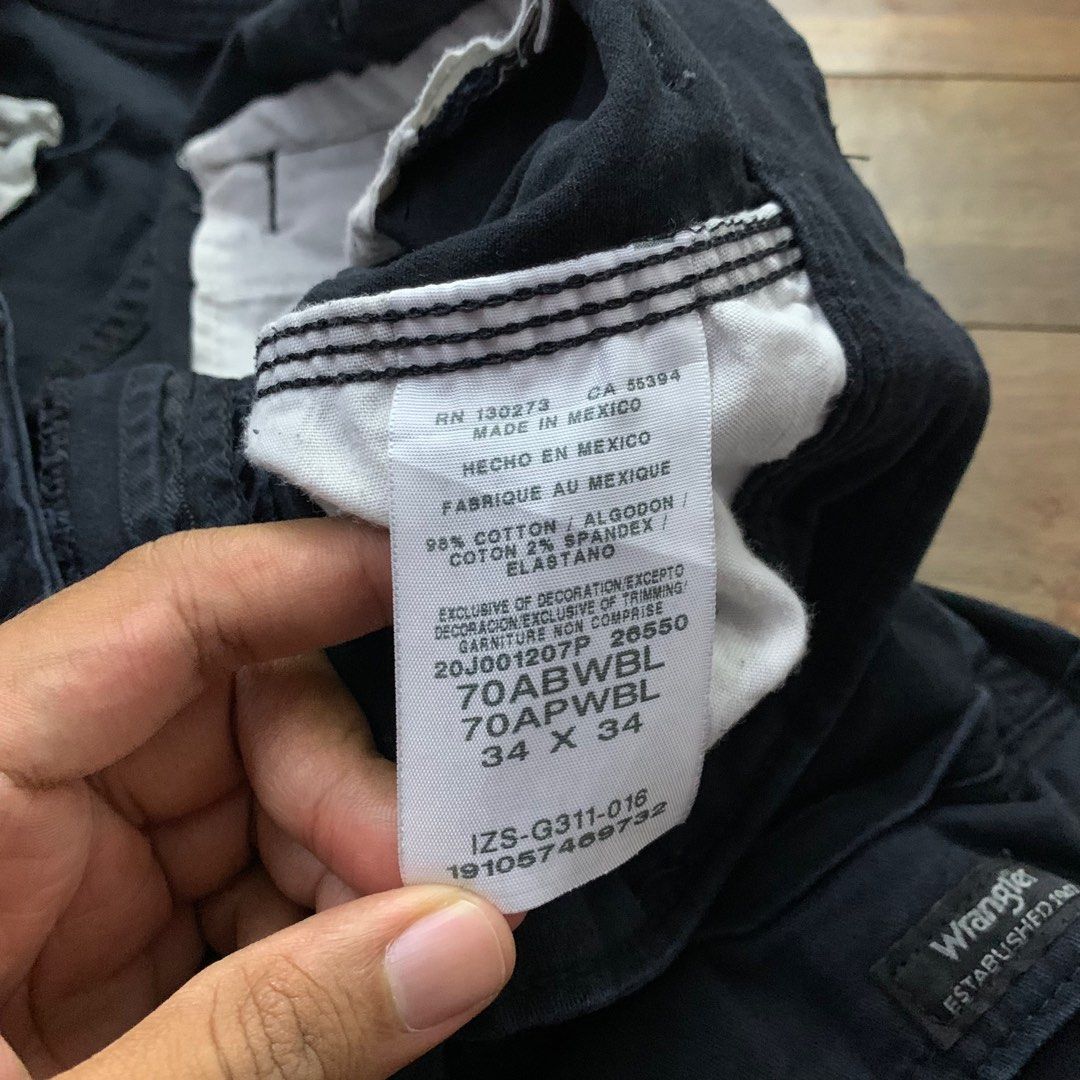 RN 130273 CA 55394
MADE IN MEXICO
HECHO EN MEXICO
FABRIQUE AU MEXIQUE
98% COTTON / ALGODON /
COTON 2% SPANDEX /
ELASTANO
EXCLUSIVE OF DECORATION/EXCEPTO
DECORACION/EXCLUSIVE OF TRIMMING/
GARNITURE NON COMPRISE
20J001207P 26550
70ABWBL
70APWBL
34 X 34
IZS-G311-016
191057469732
Wrangler
ESTABLISHED